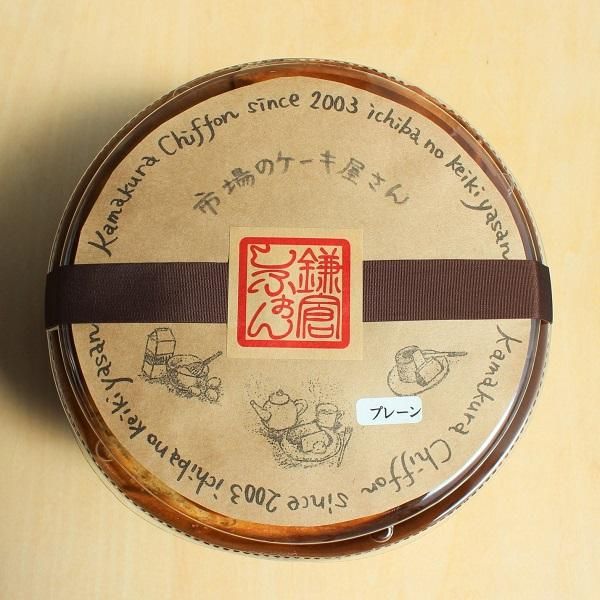 Kamakura Chiffon since 2003 ichiba no keiki yasan
市場のケーキ屋さん
鎌倉
しふぉん
プレーン
Kamakura Chiffon since 2003 ichiba no keiki yasan